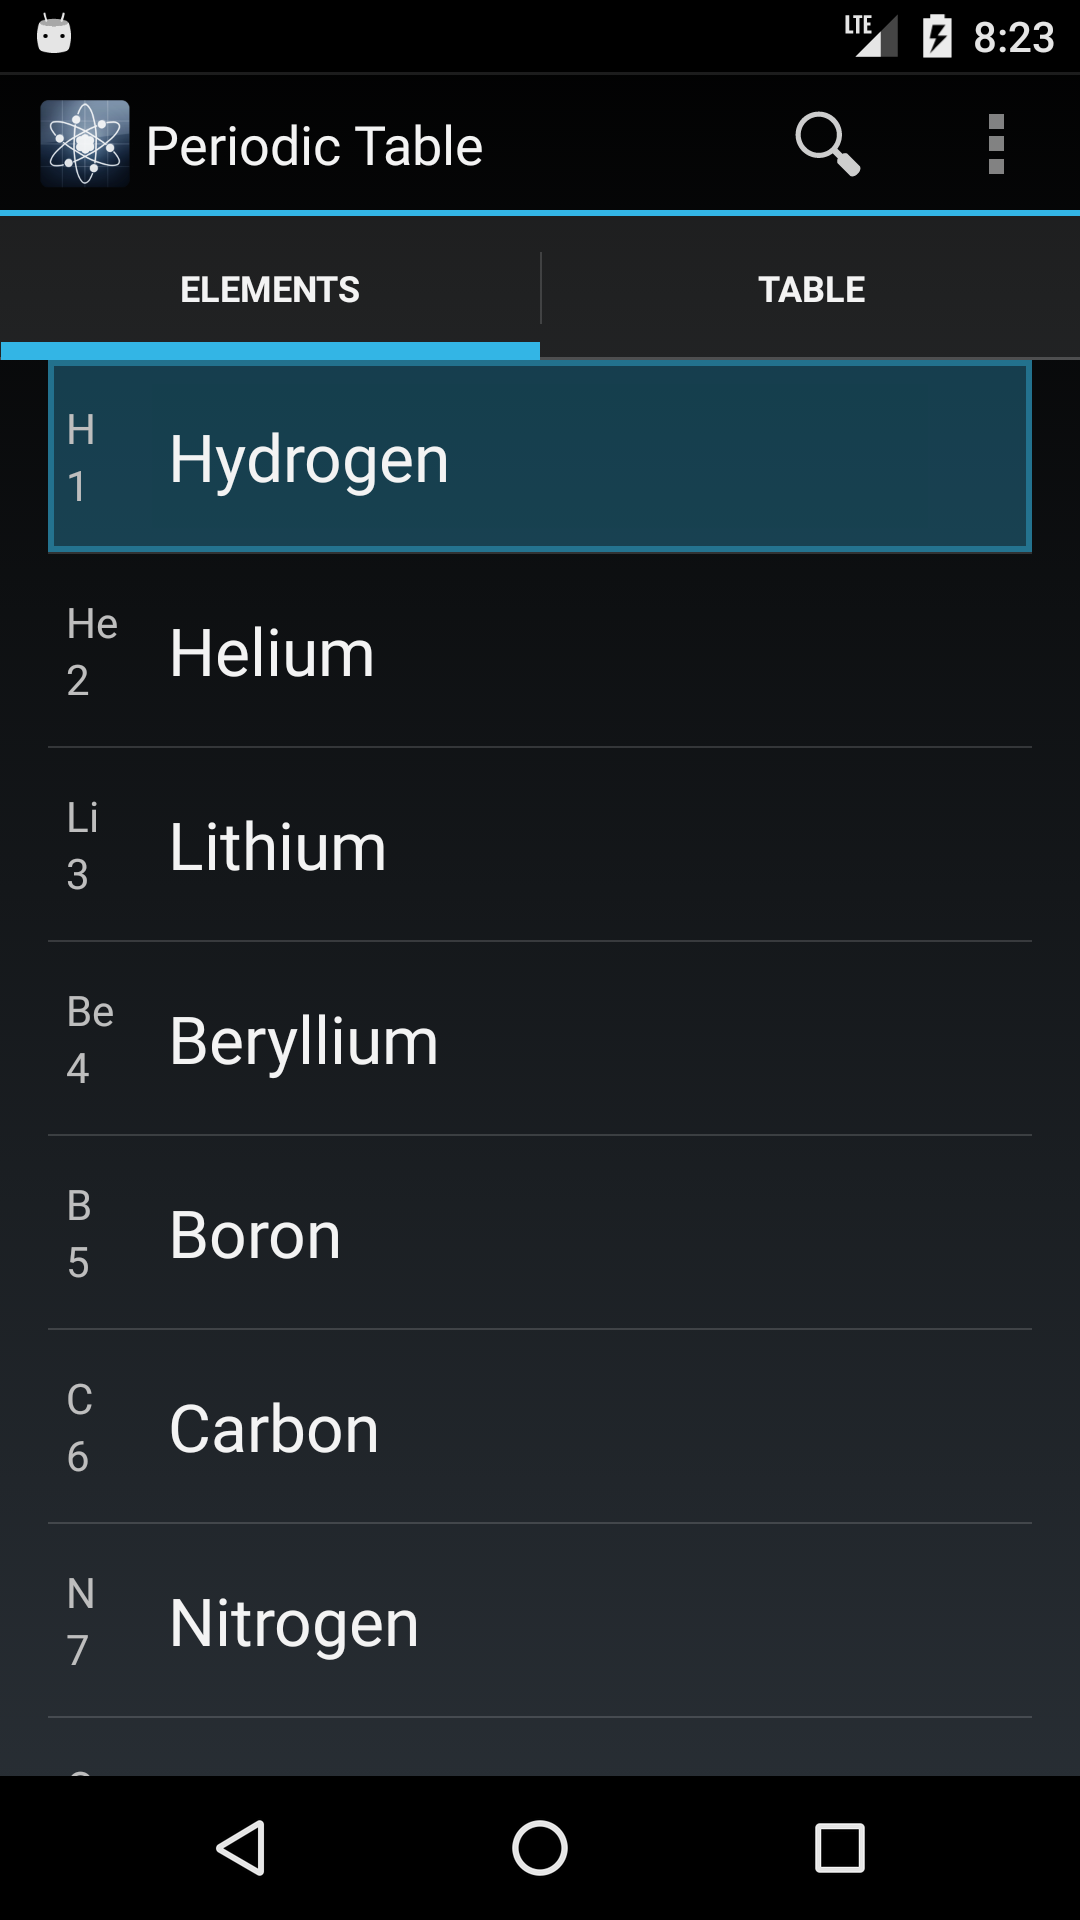 LTE 8:23
Periodic Table
ELEMENTS TABLE
H
1
Hydrogen
He
2
Helium
Li
3
Lithium
Be
4
Beryllium
B
5
Boron
C
6
Carbon
N
7
Nitrogen